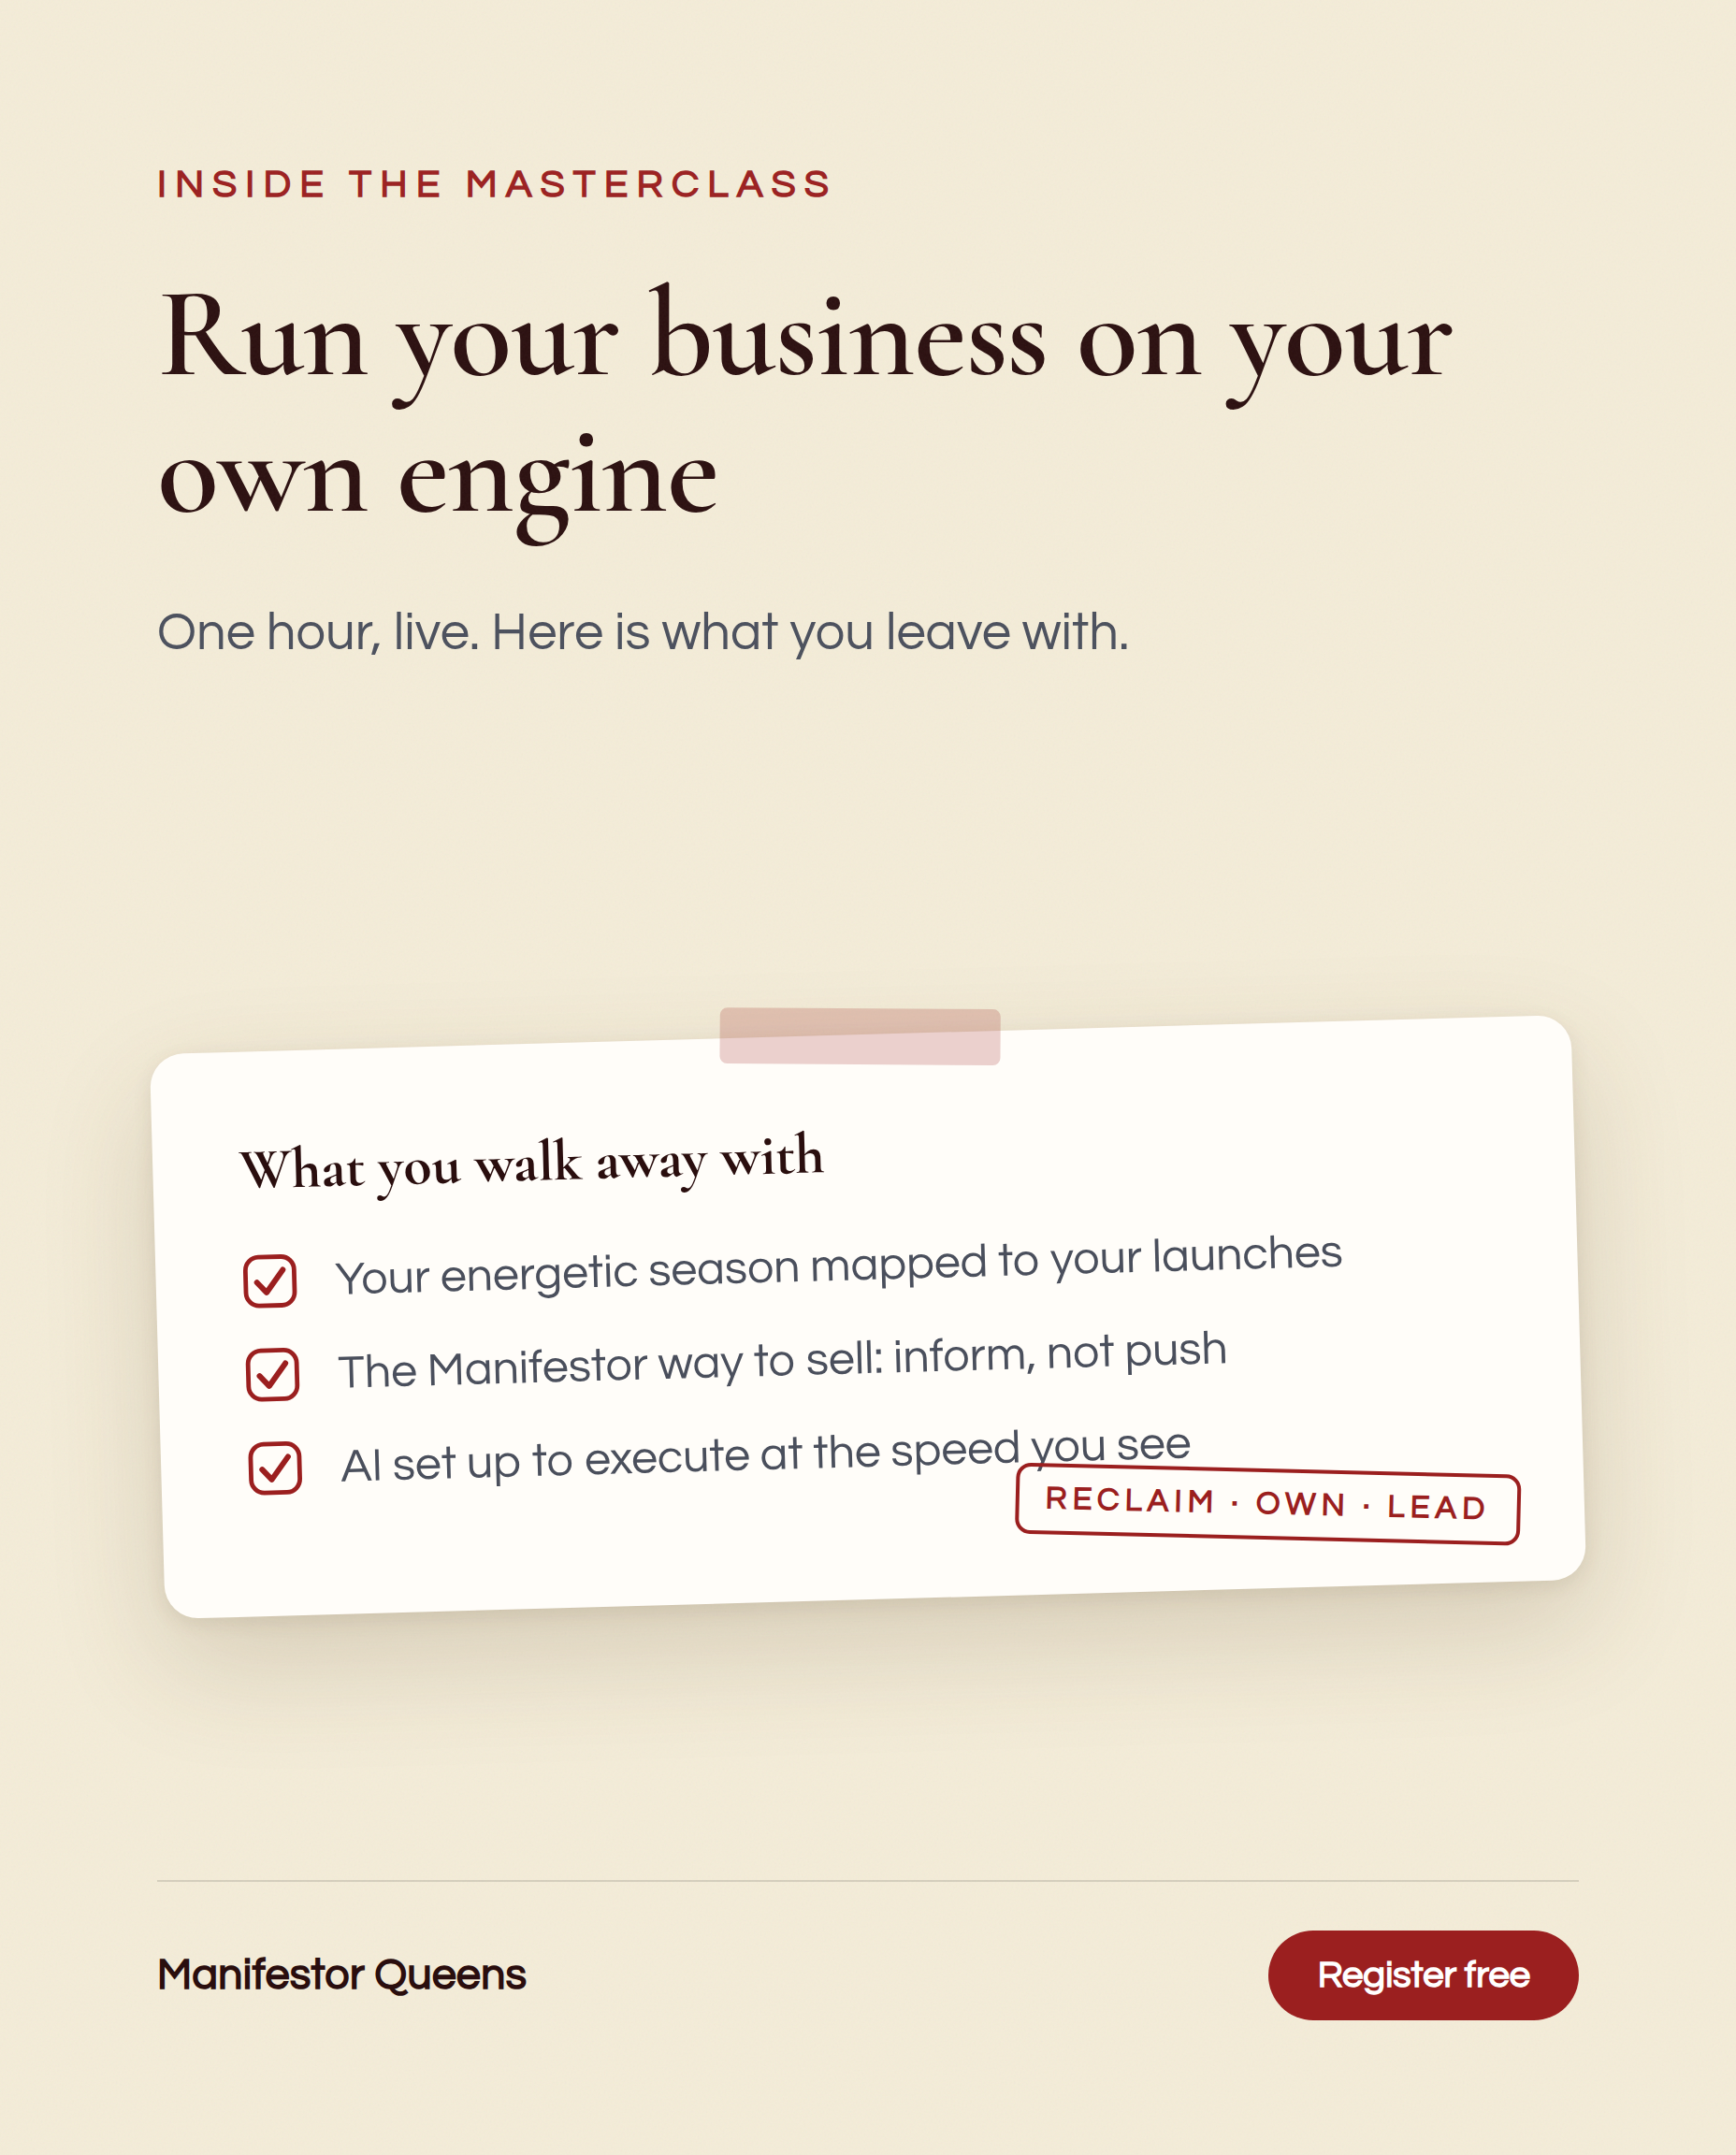 INSIDE THE MASTERCLASS
Run your business on your
own engine
One hour, live. Here is what you leave with.
What you walk away with
Your energetic season mapped to your launches
The Manifestor way to sell: inform, not push
AI set up to execute at the speed you see
RECLAIM · OWN · LEAD
Manifestor Queens
Register free